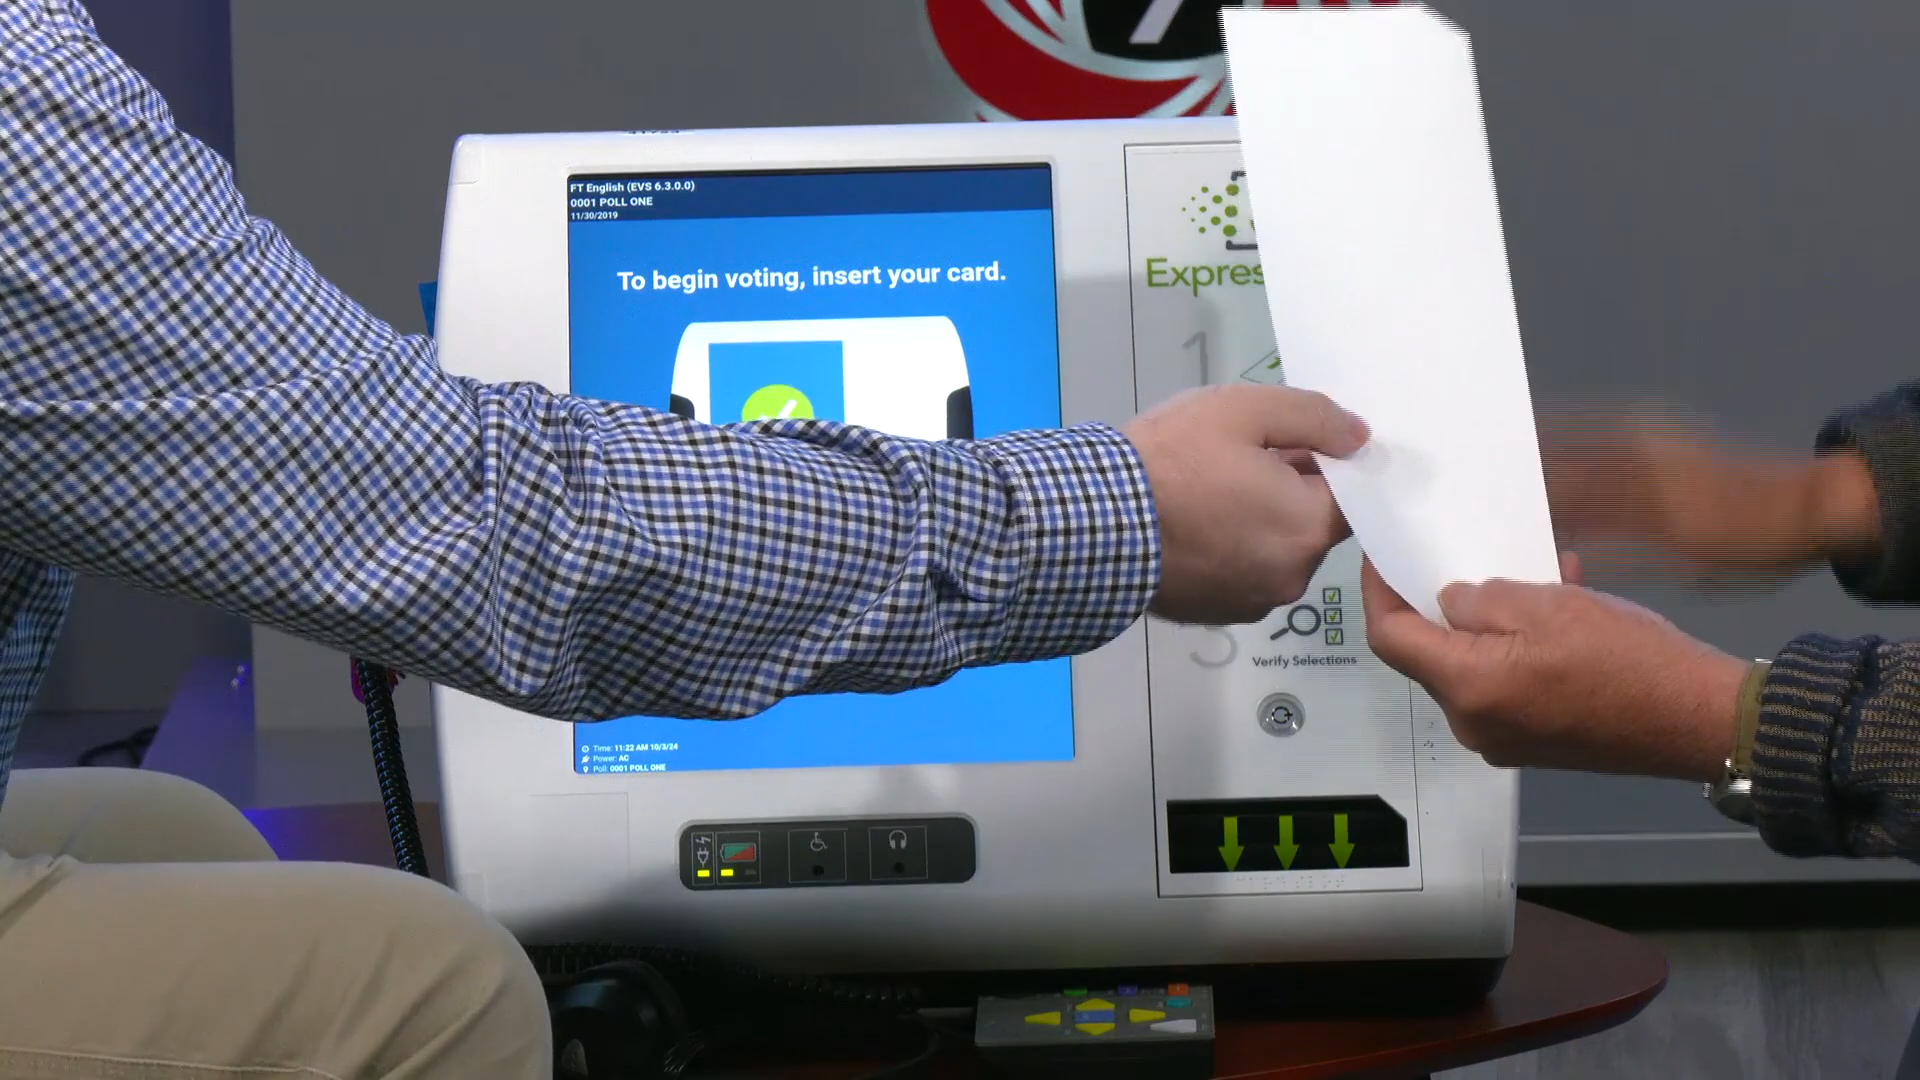 FT English (EVS 6.3.0.0)
0001 POLL ONE
11/30/2019
To begin voting, insert your card.
Expres
1
3
Verify Selections
Time: 11:22 AM 10/3/24
Power: AC
Poll: 0001 POLL ONE